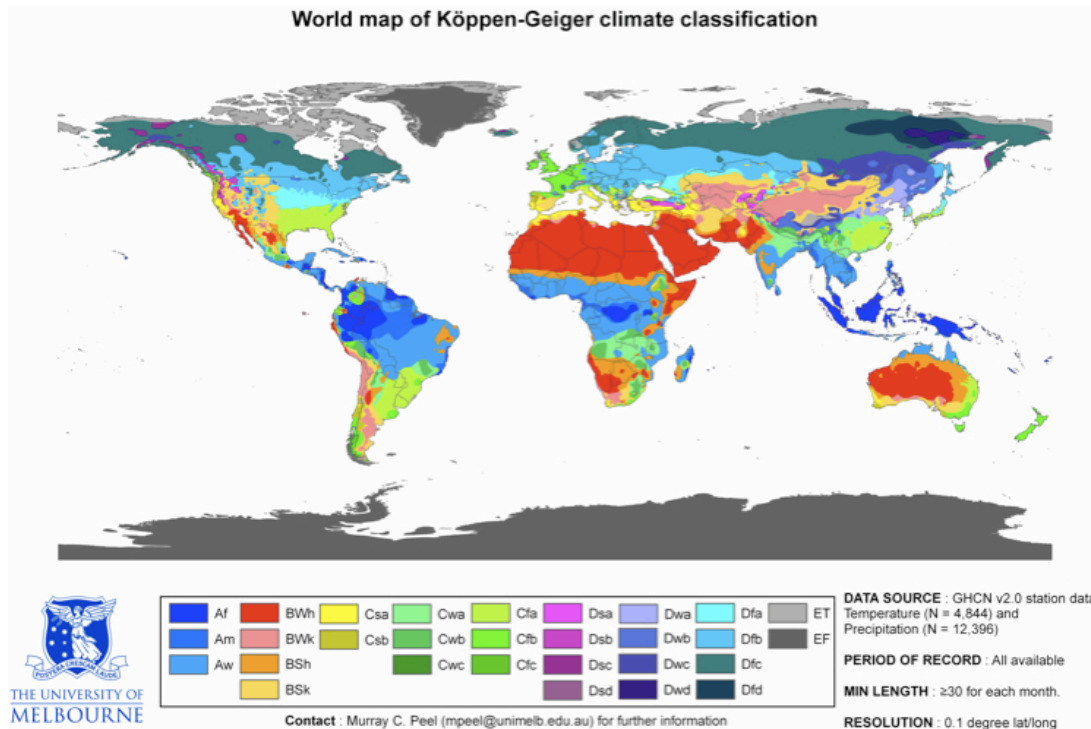 World map of Köppen-Geiger climate classification
Af
BWh
Csa
Cwa
Cfa
Dsa
Dwa
Dfa
ET
Am
BWk
Csb
Cwb
Cfb
Dsb
Dwb
Dfb
EF
Aw
BSh
Cwc
Cfc
Dsc
Dwc
Dfc
BSk
Dsd
Dwd
Dfd
DATA SOURCE : GHCN v2.0 station data
Temperature (N = 4,844) and
Precipitation (N = 12,396)
PERIOD OF RECORD : All available
MIN LENGTH : ≥30 for each month.
RESOLUTION : 0.1 degree lat/long
POSTERA CRESCAM LAUDE
THE UNIVERSITY OF
MELBOURNE
Contact : Murray C. Peel (mpeel@unimelb.edu.au) for further information